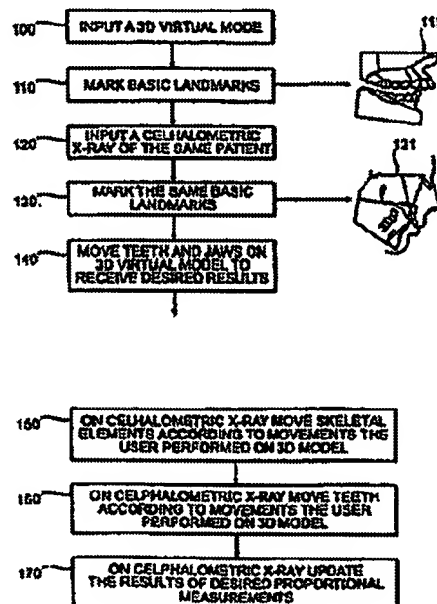 100
INPUT A 3D VIRTUAL MODE
110
MARK BASIC LANDMARKS
120
INPUT A CELHALOMETRIC
X-RAY OF THE SAME PATIENT
130
MARK THE SAME BASIC
LANDMARKS
131
140
MOVE TEETH AND JAWS ON
3D VIRTUAL MODEL TO
RECEIVE DESIRED RESULTS
150
ON CELHALOMETRIC X-RAY MOVE SKELETAL
ELEMENTS ACCORDING TO MOVEMENTS THE
USER PERFORMED ON 3D MODEL
160
ON CELPHALOMETRIC X-RAY MOVE TEETH
ACCORDING TO MOVEMENTS THE USER
PERFORMED ON 3D MODEL
170
ON CELPHALOMETRIC X-RAY UPDATE
THE RESULTS OF DESIRED PROPORTIONAL
MEASUREMENTS